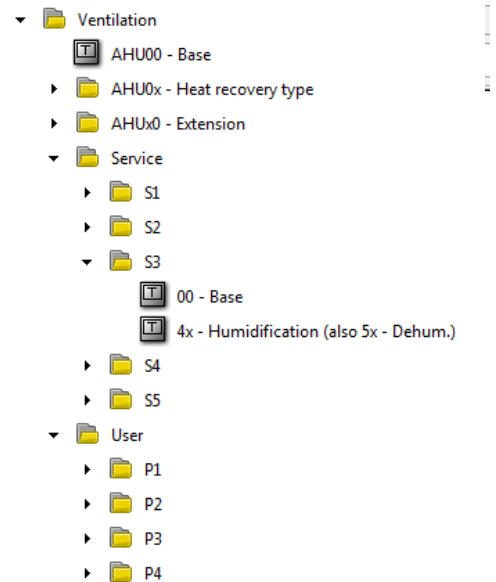 Ventilation
T AHU00 - Base
AHU0x - Heat recovery type
AHUx0 - Extension
Service
S1
S2
S3
T 00 - Base
T 4x - Humidification (also 5x - Dehum.)
S4
S5
User
P1
P2
P3
P4